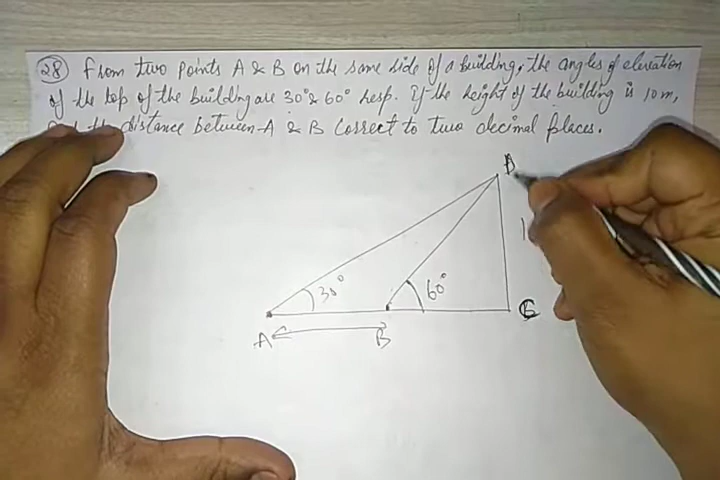 28 From two points A & B on the same side of a building, the angles of elevation
of the top of the building are 30° & 60° resp. If the height of the building is 10 m,
the distance between A & B Correct to two decimal places.
D
1
30° 60°
A B C